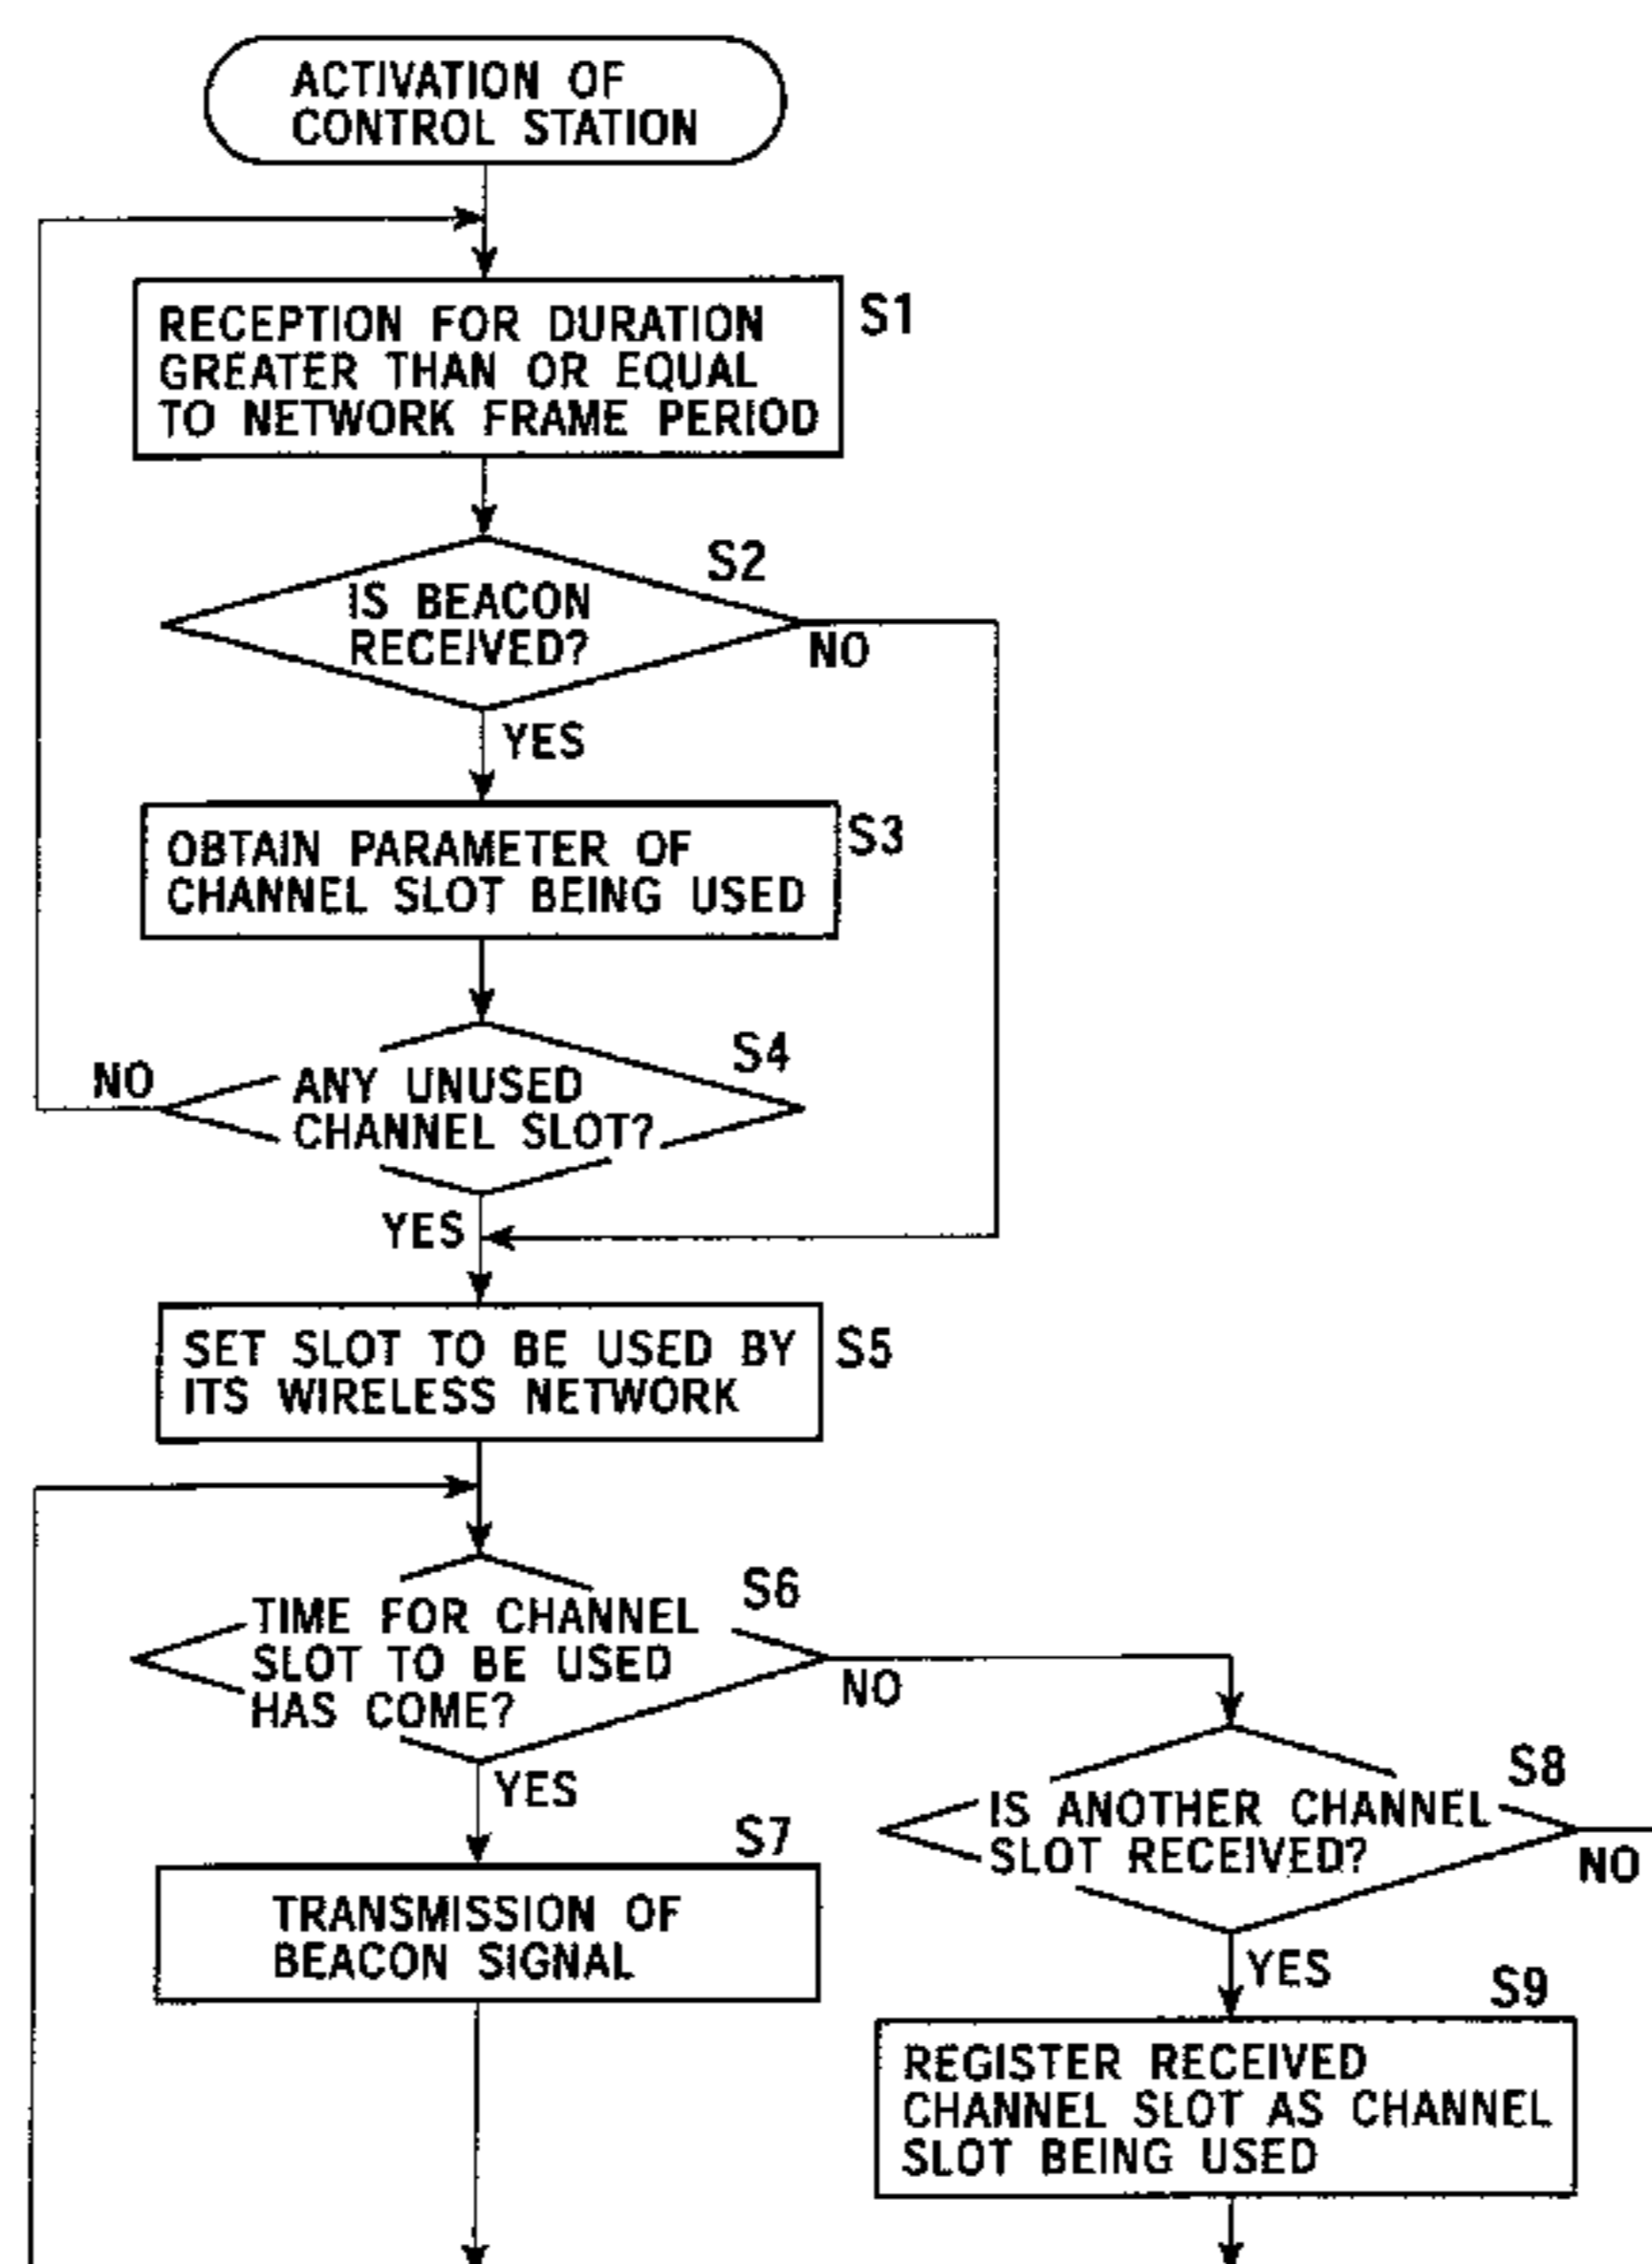 ACTIVATION OF
CONTROL STATION
RECEPTION FOR DURATION
GREATER THAN OR EQUAL
TO NETWORK FRAME PERIOD
S1
S2
IS BEACON
RECEIVED?
NO
YES
OBTAIN PARAMETER OF
CHANNEL SLOT BEING USED
S3
S4
NO
ANY UNUSED
CHANNEL SLOT?
YES
SET SLOT TO BE USED BY
ITS WIRELESS NETWORK
S5
S6
TIME FOR CHANNEL
SLOT TO BE USED
HAS COME?
NO
YES
S7
TRANSMISSION OF
BEACON SIGNAL
S8
IS ANOTHER CHANNEL
SLOT RECEIVED?
NO
YES
S9
REGISTER RECEIVED
CHANNEL SLOT AS CHANNEL
SLOT BEING USED